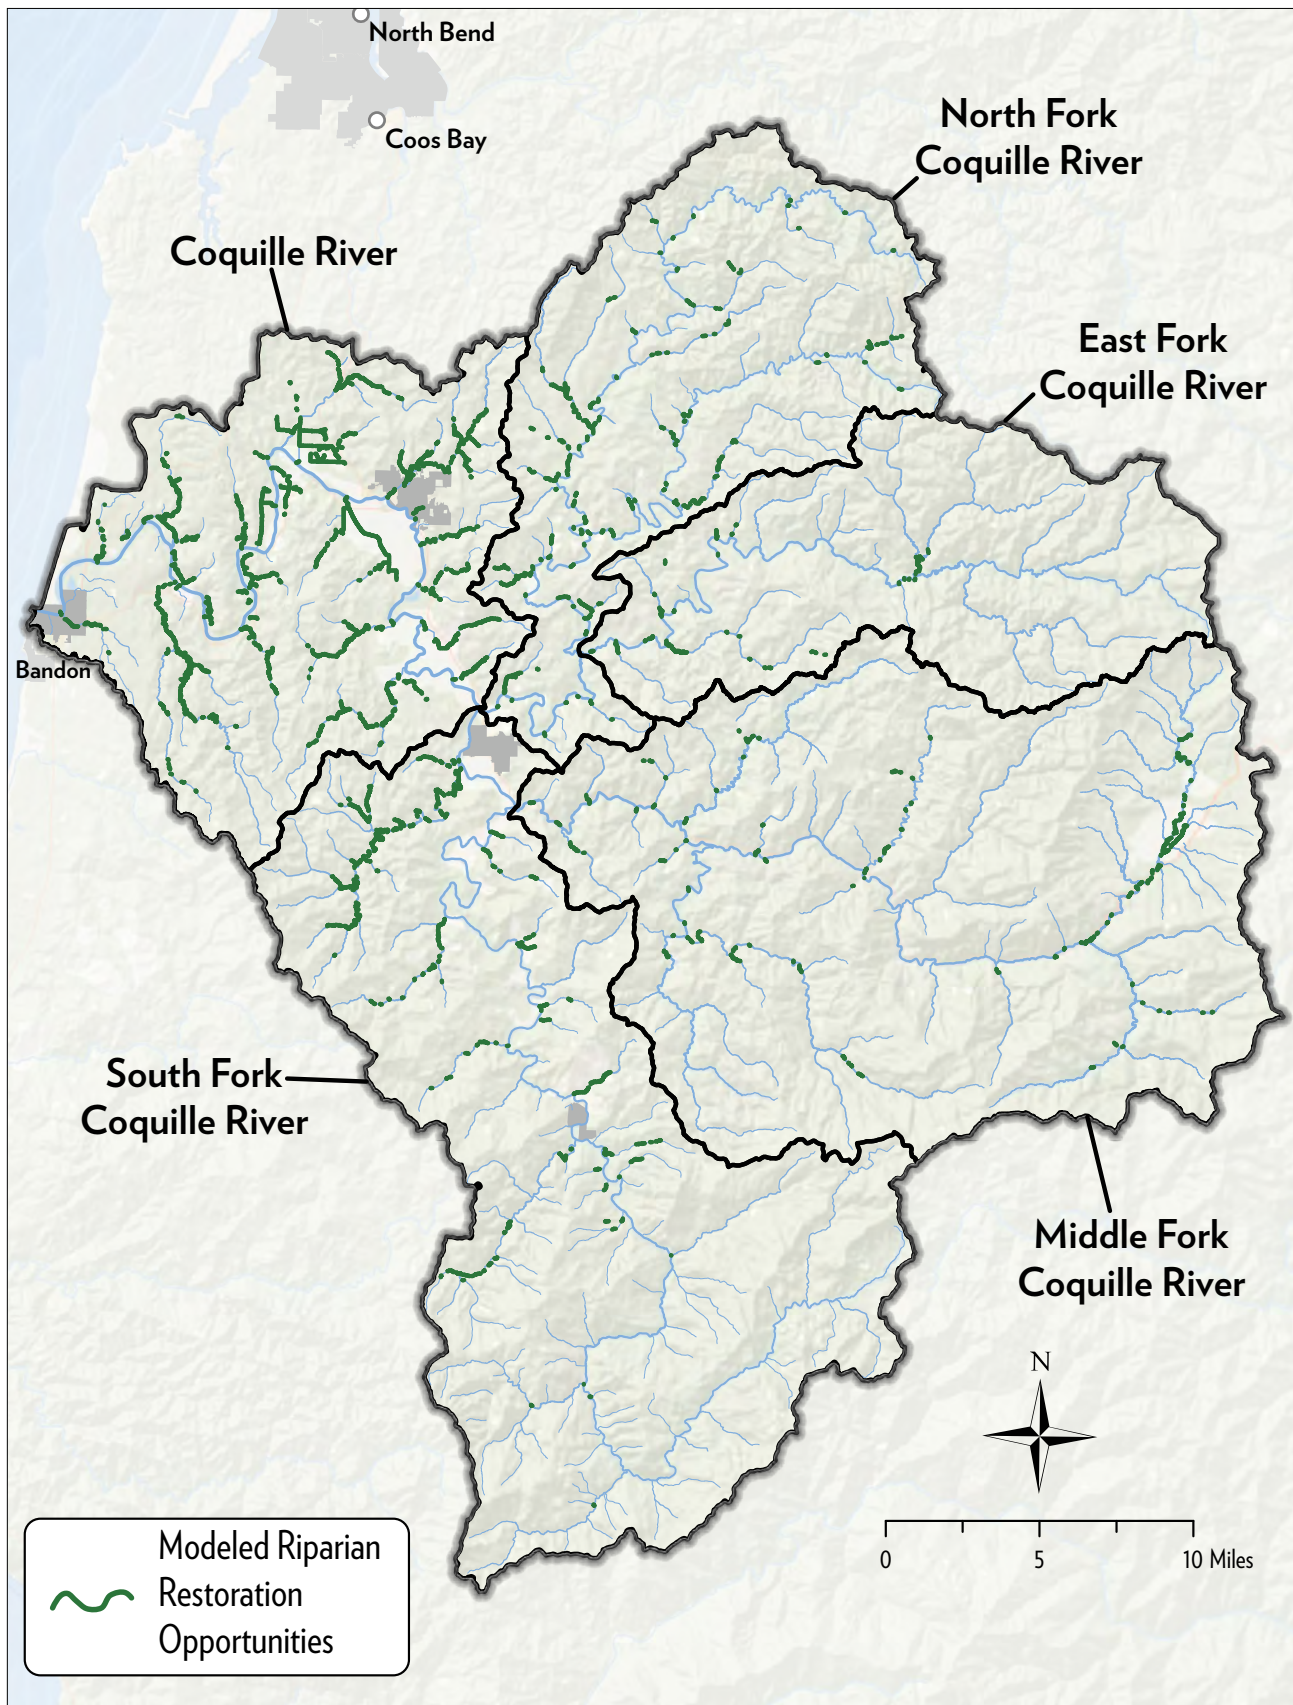 North Bend
Coos Bay
North Fork
Coquille River
Coquille River
East Fork
Coquille River
Bandon
South Fork
Coquille River
Middle Fork
Coquille River
N
0 5 10 Miles
Modeled Riparian
Restoration
Opportunities